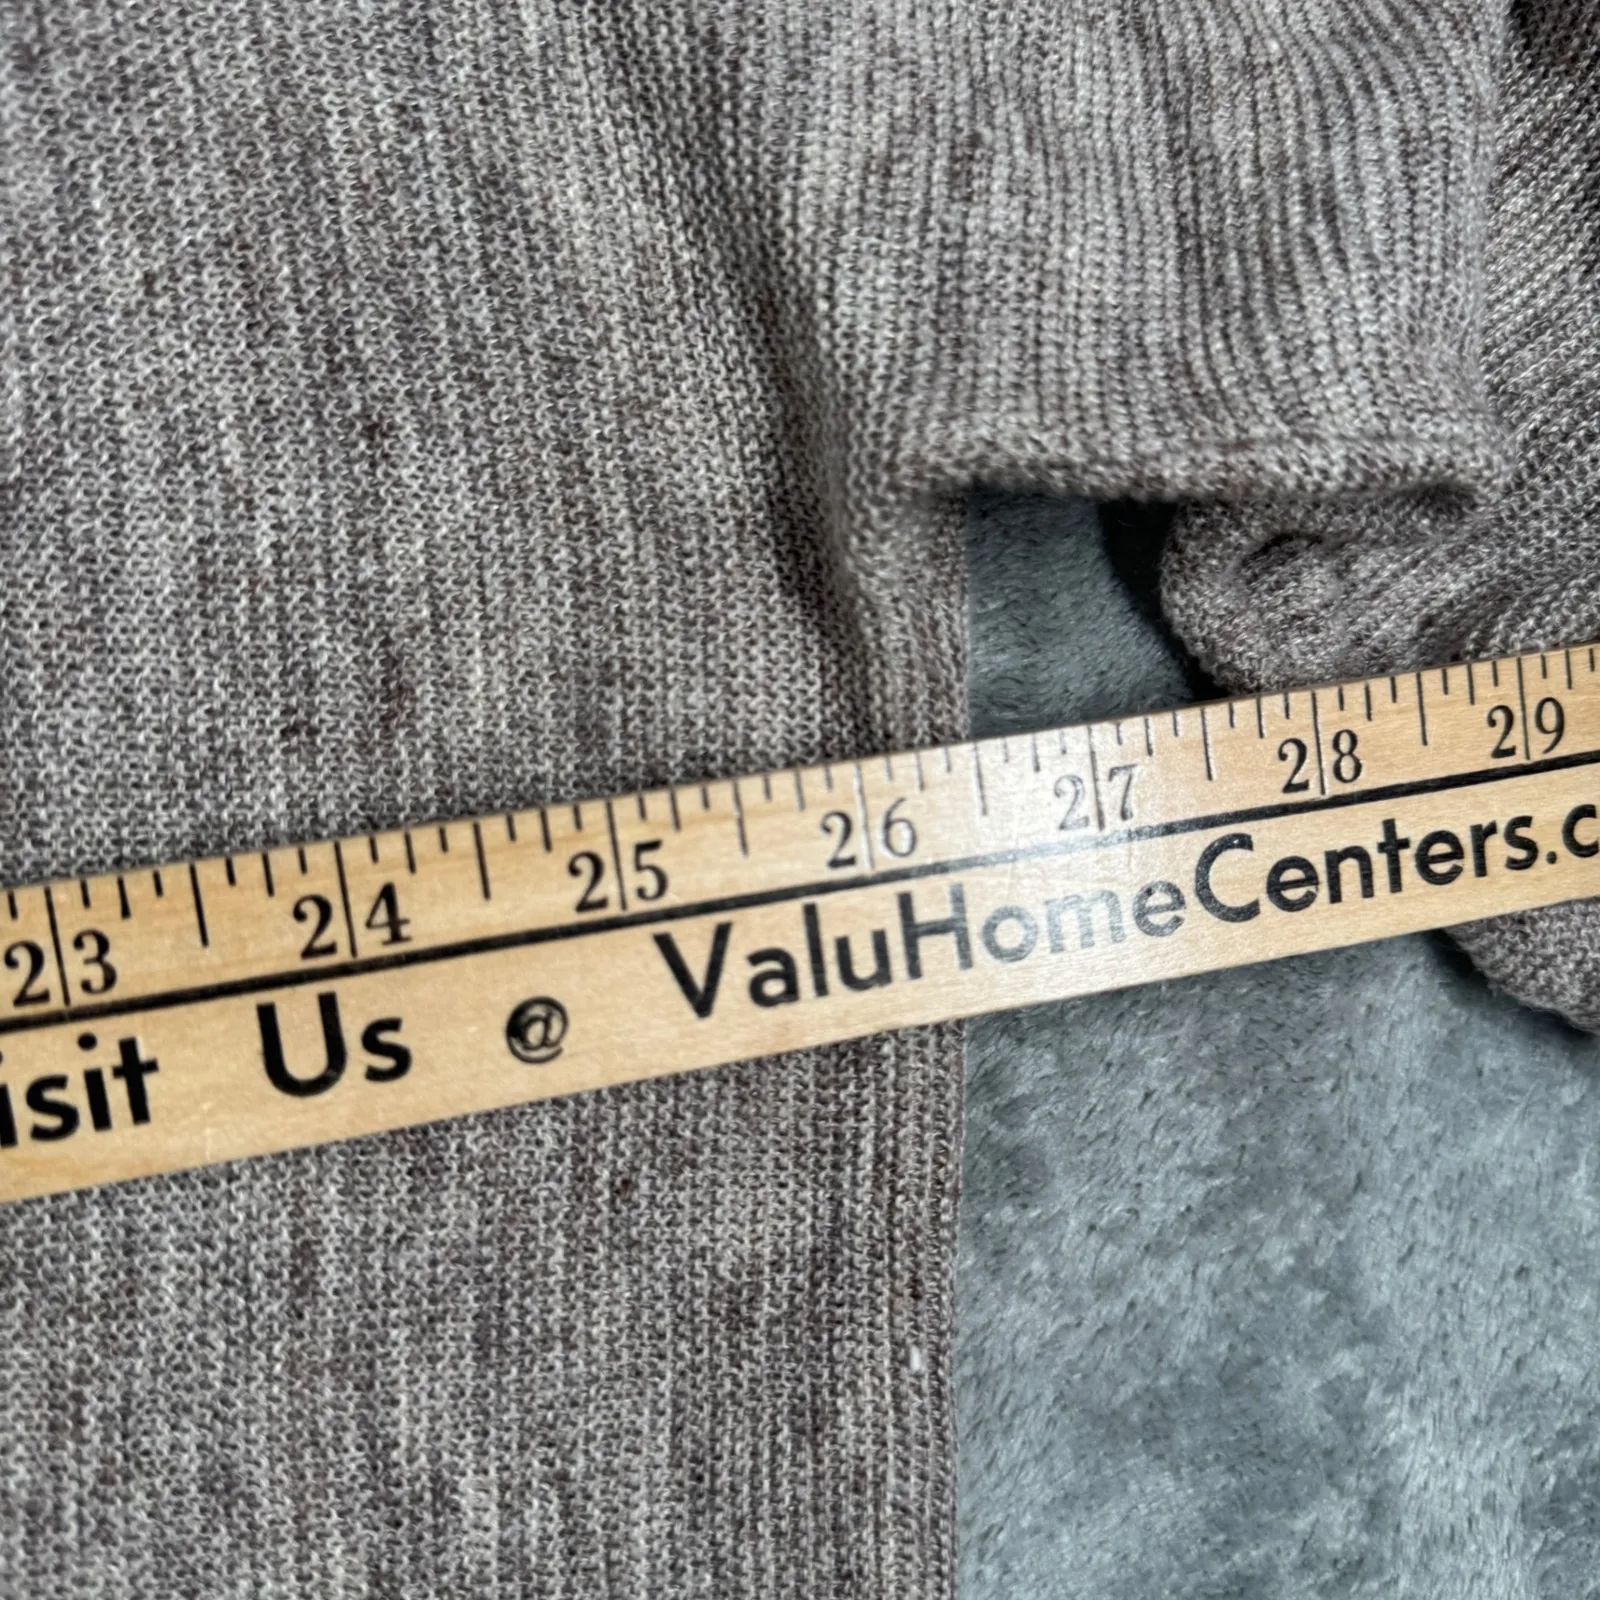 23 24 25 26 27 28 29
isit Us @ ValuHomeCenters.c